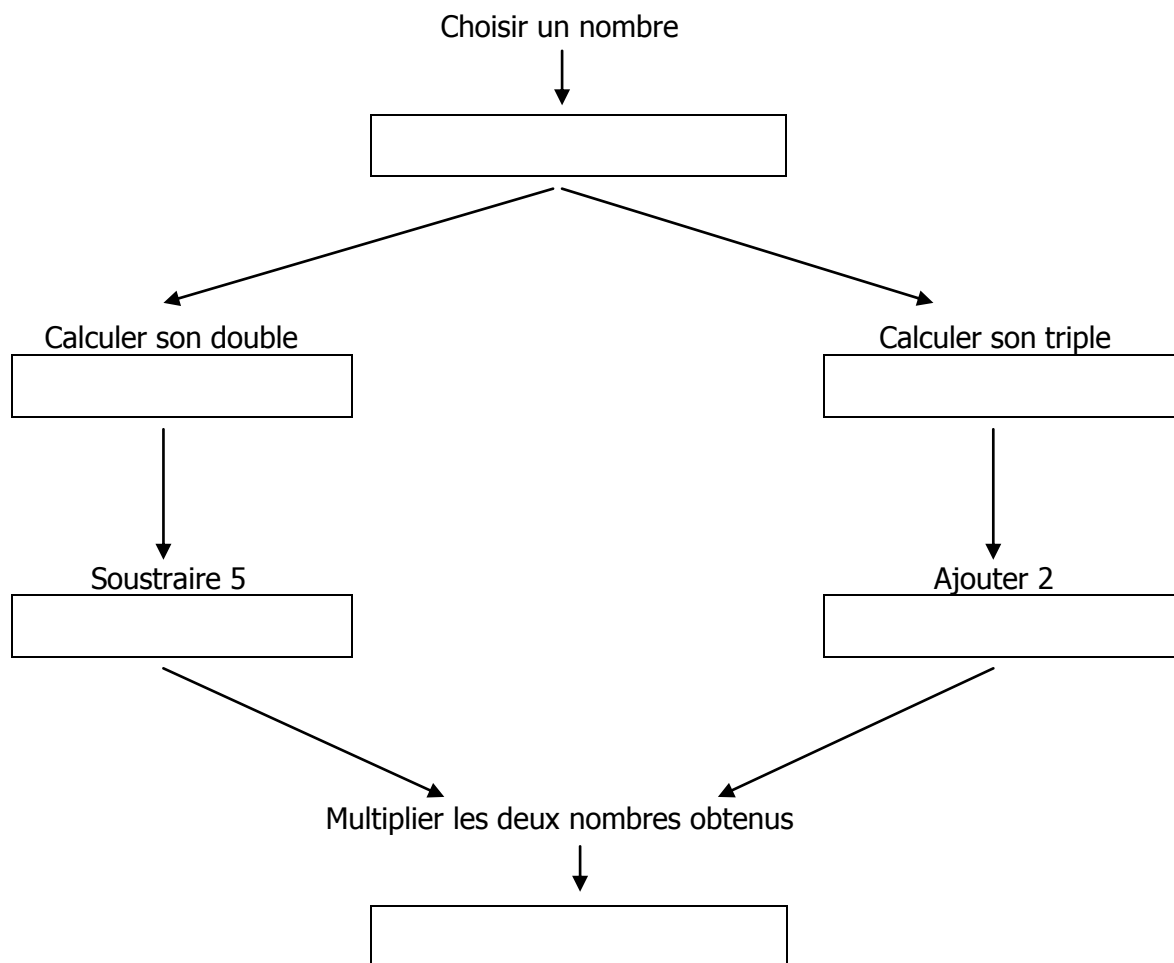 Choisir un nombre
Calculer son double
Calculer son triple
Soustraire 5
Ajouter 2
Multiplier les deux nombres obtenus